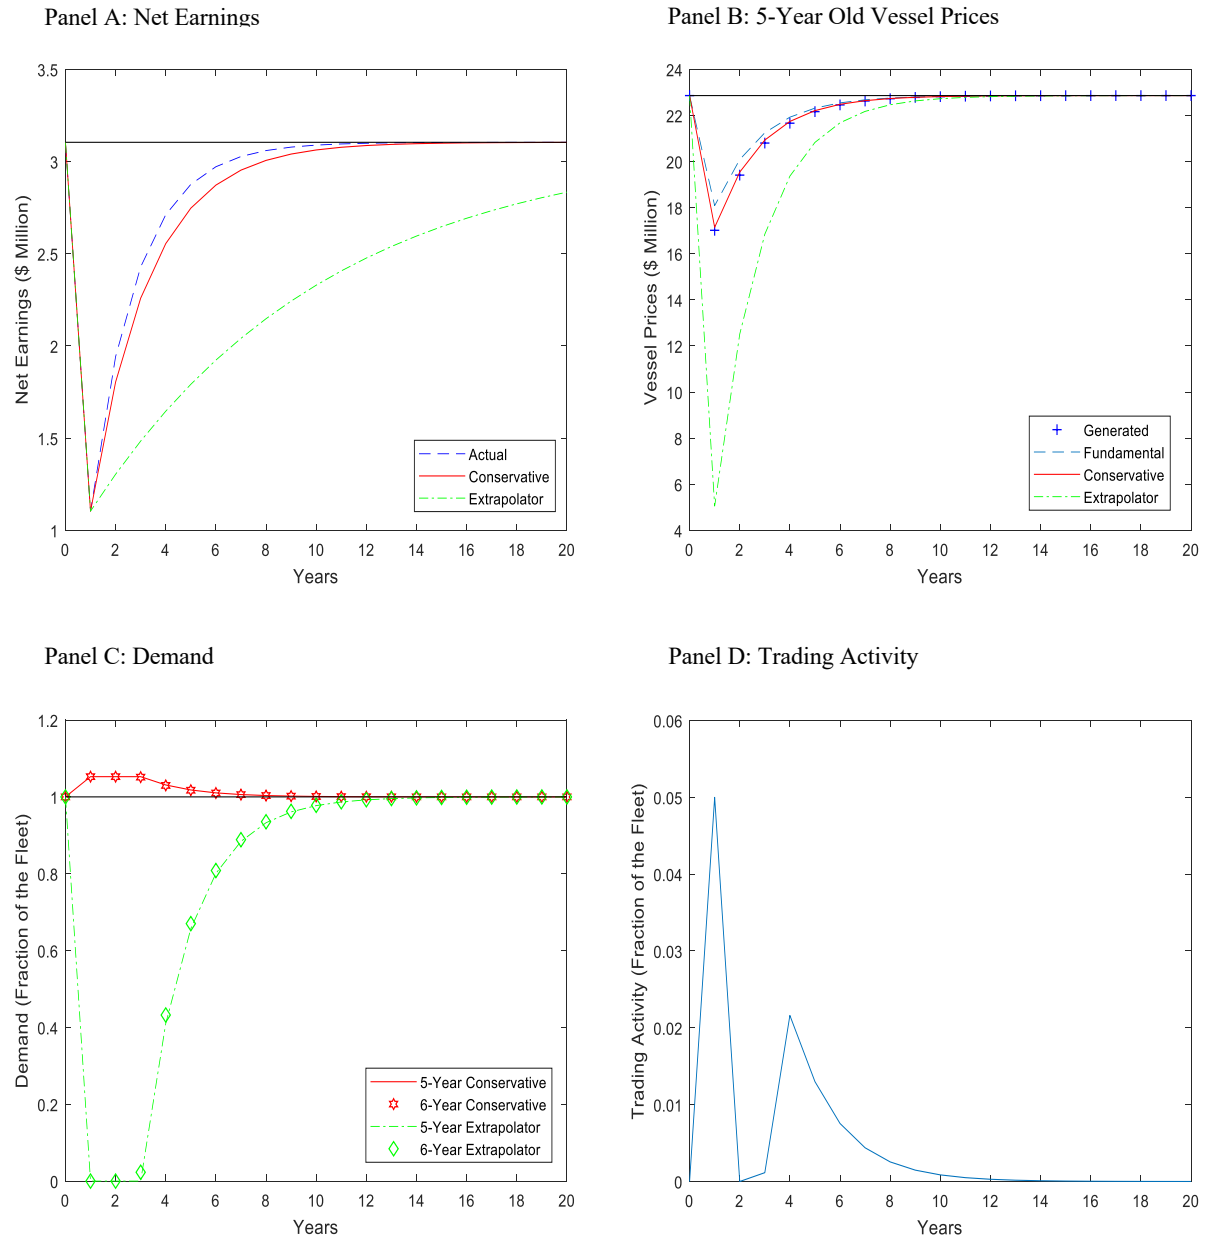 Panel A: Net Earnings
Panel B: 5-Year Old Vessel Prices
3.5
3
2.5
2
1.5
1
0 2 4 6 8 10 12 14 16 18 20
Net Earnings ($ Million)
Years
Actual
Conservative
Extrapolator
24
22
20
18
16
14
12
10
8
6
4
0 2 4 6 8 10 12 14 16 18 20
Vessel Prices ($ Million)
Years
Generated
Fundamental
Conservative
Extrapolator
Panel C: Demand
Panel D: Trading Activity
1.2
1
0.8
0.6
0.4
0.2
0
0 2 4 6 8 10 12 14 16 18 20
Demand (Fraction of the Fleet)
Years
5-Year Conservative
6-Year Conservative
5-Year Extrapolator
6-Year Extrapolator
0.06
0.05
0.04
0.03
0.02
0.01
0
0 2 4 6 8 10 12 14 16 18 20
Trading Activity (Fraction of the Fleet)
Years